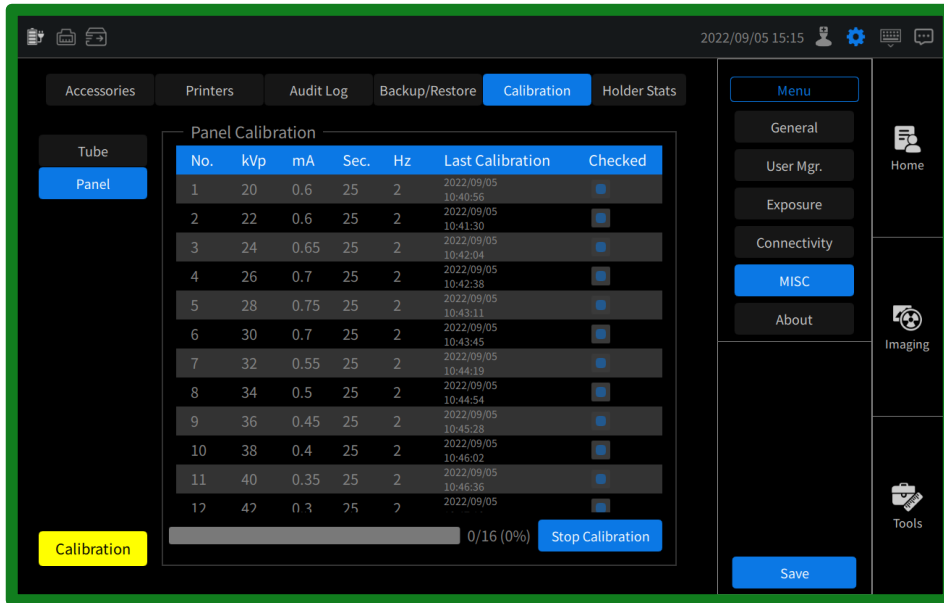 2022/09/05 15:15
Accessories Printers Audit Log Backup/Restore Calibration Holder Stats
Menu
General
User Mgr.
Exposure
Connectivity
MISC
About
Home
Imaging
Tools
Tube
Panel
Panel Calibration
No. kVp mA Sec. Hz Last Calibration Checked
1 20 0.6 25 2 2022/09/05
10:40:56
2 22 0.6 25 2 2022/09/05
10:41:30
3 24 0.65 25 2 2022/09/05
10:42:04
4 26 0.7 25 2 2022/09/05
10:42:38
5 28 0.75 25 2 2022/09/05
10:43:11
6 30 0.7 25 2 2022/09/05
10:43:45
7 32 0.55 25 2 2022/09/05
10:44:19
8 34 0.5 25 2 2022/09/05
10:44:54
9 36 0.45 25 2 2022/09/05
10:45:28
10 38 0.4 25 2 2022/09/05
10:46:02
11 40 0.35 25 2 2022/09/05
10:46:36
12 42 0.3 25 2 2022/09/05
0/16 (0%) Stop Calibration
Calibration
Save